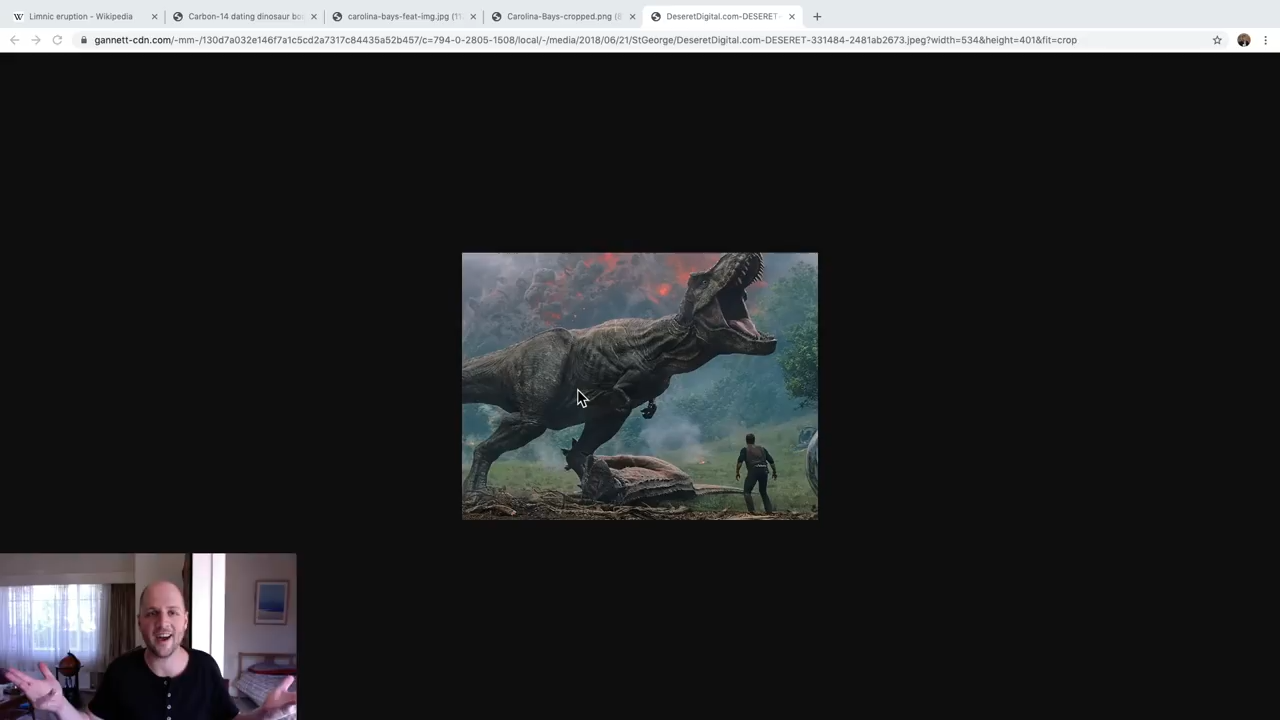 Limnic eruption - Wikipedia
Carbon-14 dating dinosaur bo
carolina-bays-feat-img.jpg (11
Carolina-Bays-cropped.png (8
DeseretDigital.com-DESERET-
gannett-cdn.com/-mm-/130d7a032e146f7a1c5cd2a7317c84435a52b457/c=794-0-2805-1508/local/-/media/2018/06/21/StGeorge/DeseretDigital.com-DESERET-331484-2481ab2673.jpeg?width=534&height=401&fit=crop